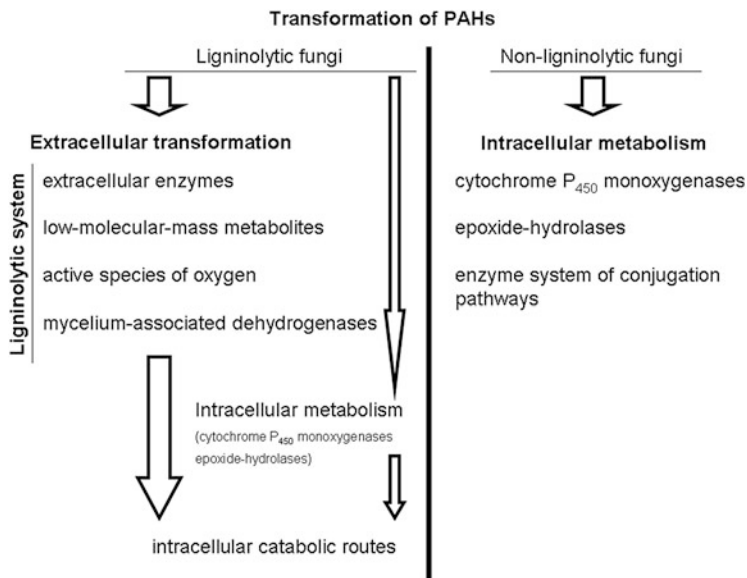 Transformation of PAHs
Ligninolytic fungi
Extracellular transformation
Ligninolytic system
extracellular enzymes
low-molecular-mass metabolites
active species of oxygen
mycelium-associated dehydrogenases
Intracellular metabolism
(cytochrome P450 monoxygenases
epoxide-hydrolases)
intracellular catabolic routes
Non-ligninolytic fungi
Intracellular metabolism
cytochrome P450 monoxygenases
epoxide-hydrolases
enzyme system of conjugation
pathways